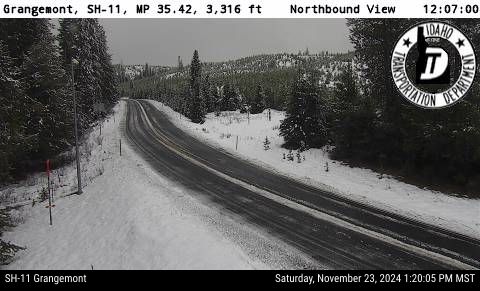 Grangemont, SH-11, MP 35.42, 3,316 ft Northbound View 12:07:00
IDAHO
TRANSPORTATION DEPARTMENT
SH-11 Grangemont Saturday, November 23, 2024 1:20:05 PM MST